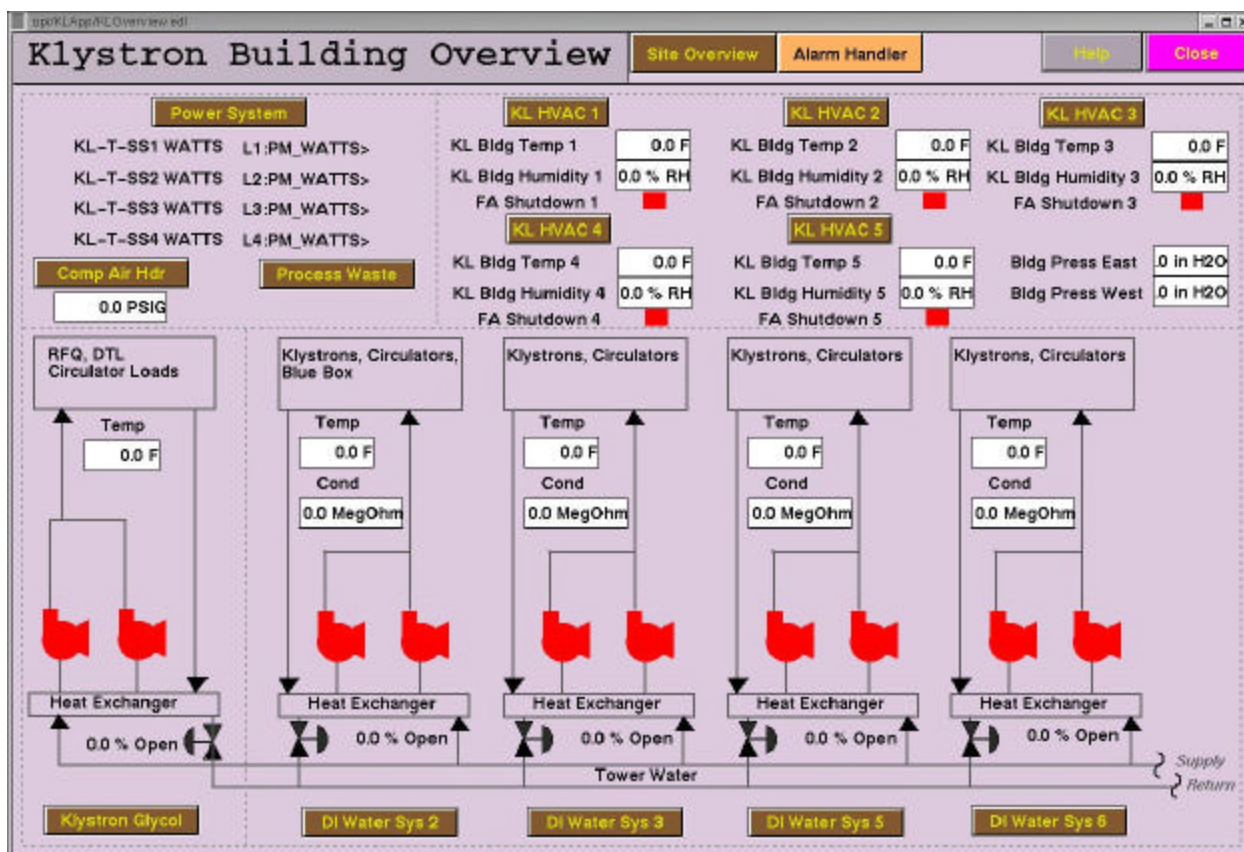 opi/KLApp/KLOverview.edl
Klystron Building Overview
Site Overview
Alarm Handler
Help
Close
Power System
KL-T-SS1 WATTS L1:PM_WATTS>
KL-T-SS2 WATTS L2:PM_WATTS>
KL-T-SS3 WATTS L3:PM_WATTS>
KL-T-SS4 WATTS L4:PM_WATTS>
Comp Air Hdr
0.0 PSIG
Process Waste
KL HVAC 1
KL Bldg Temp 1 0.0 F
KL Bldg Humidity 1 0.0 % RH
FA Shutdown 1
KL HVAC 2
KL Bldg Temp 2 0.0 F
KL Bldg Humidity 2 0.0 % RH
FA Shutdown 2
KL HVAC 3
KL Bldg Temp 3 0.0 F
KL Bldg Humidity 3 0.0 % RH
FA Shutdown 3
KL HVAC 4
KL Bldg Temp 4 0.0 F
KL Bldg Humidity 4 0.0 % RH
FA Shutdown 4
KL HVAC 5
KL Bldg Temp 5 0.0 F
KL Bldg Humidity 5 0.0 % RH
FA Shutdown 5
Bldg Press East .0 in H2O
Bldg Press West .0 in H2O
RFQ, DTL
Circulator Loads
Temp
0.0 F
Heat Exchanger
0.0 % Open
Klystron Glycol
Klystrons, Circulators,
Blue Box
Temp
0.0 F
Cond
0.0 MegOhm
Heat Exchanger
0.0 % Open
DI Water Sys 2
Klystrons, Circulators
Temp
0.0 F
Cond
0.0 MegOhm
Heat Exchanger
0.0 % Open
DI Water Sys 3
Klystrons, Circulators
Temp
0.0 F
Cond
0.0 MegOhm
Heat Exchanger
0.0 % Open
DI Water Sys 5
Klystrons, Circulators
Temp
0.0 F
Cond
0.0 MegOhm
Heat Exchanger
0.0 % Open
DI Water Sys 6
Tower Water
Supply
Return